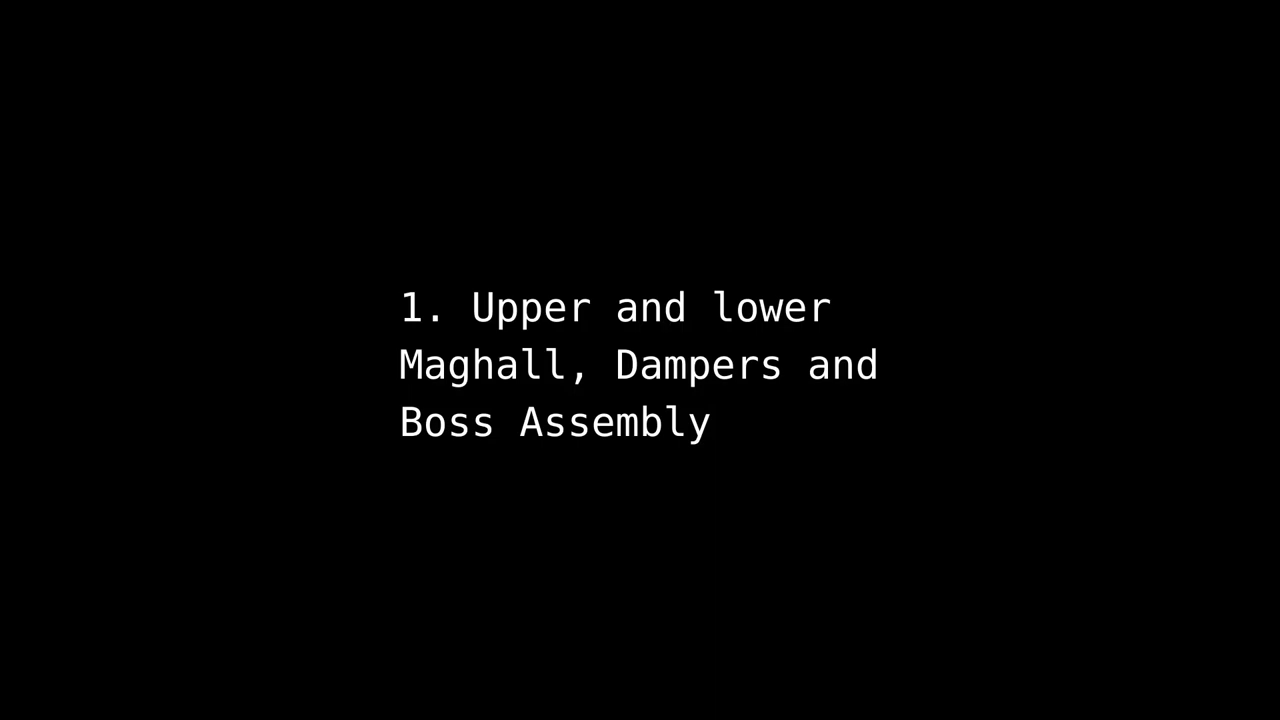 1. Upper and lower
Maghall, Dampers and
Boss Assembly